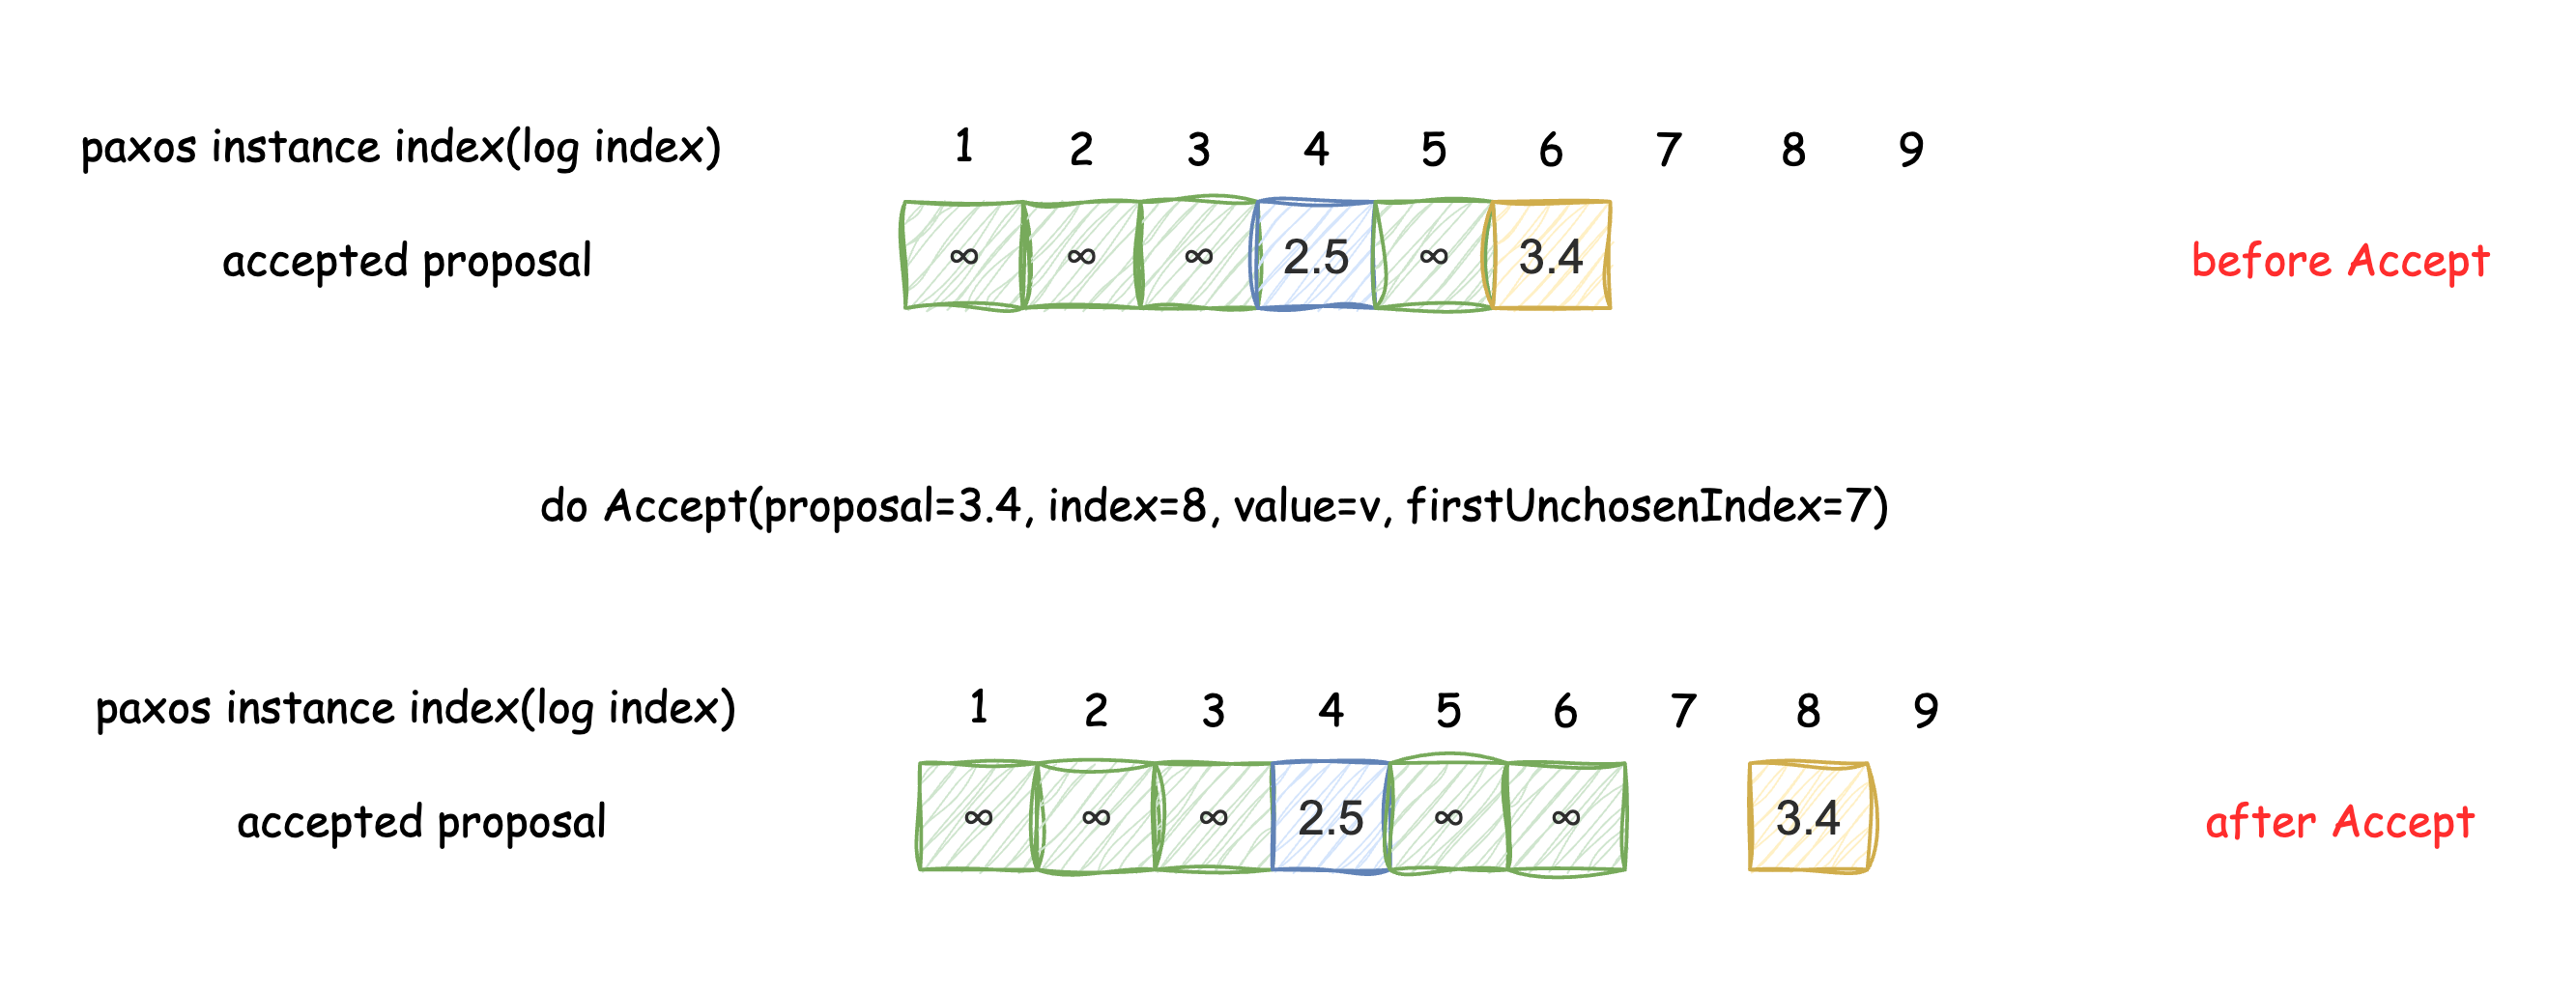 paxos instance index(log index) 1 2 3 4 5 6 7 8 9
accepted proposal ∞ ∞ ∞ 2.5 ∞ 3.4 before Accept
do Accept(proposal=3.4, index=8, value=v, firstUnchosenIndex=7)
paxos instance index(log index) 1 2 3 4 5 6 7 8 9
accepted proposal ∞ ∞ ∞ 2.5 ∞ ∞ 3.4 after Accept